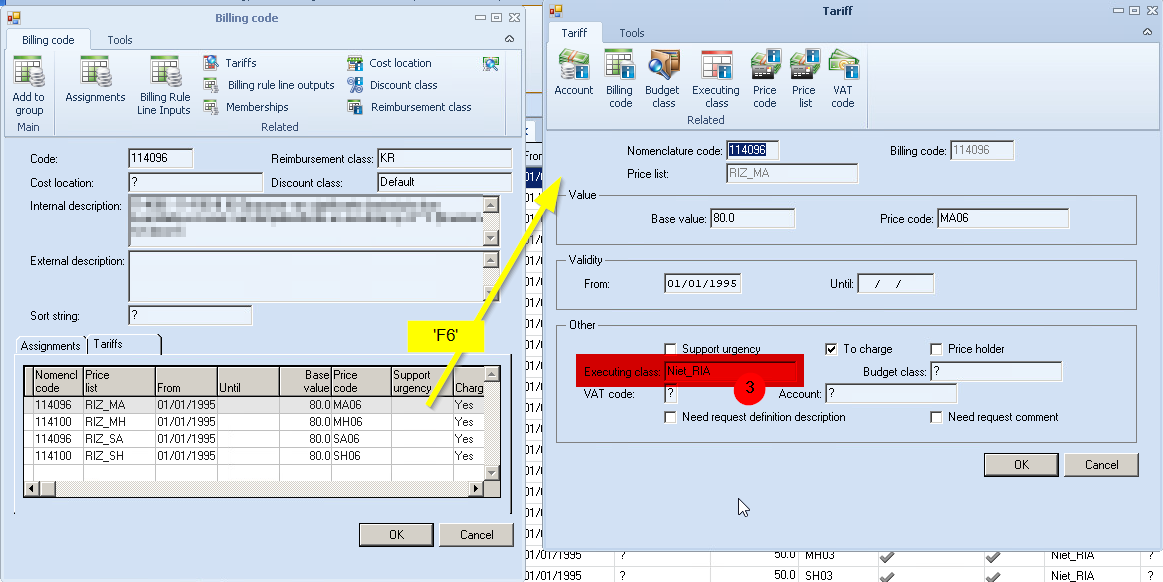 Billing code
Billing code Tools
Add to group
Main
Assignments
Billing Rule Line Inputs
Tariffs
Billing rule line outputs
Memberships
Cost location
Discount class
Reimbursement class
Related
Code: 114096 Reimbursement class: KR
Cost location: ? Discount class: Default
Internal description:
External description:
Sort string: ?
'F6'
Assignments Tariffs
Nomencl code Price list From Until Base value Price code Support urgency Charg
114096 RIZ_MA 01/01/1995 80.0 MA06 Yes
114100 RIZ_MH 01/01/1995 80.0 MH06 Yes
114096 RIZ_SA 01/01/1995 80.0 SA06 Yes
114100 RIZ_SH 01/01/1995 80.0 SH06 Yes
OK Cancel
Tariff
Tariff Tools
Account
Billing code
Budget class
Executing class
Price code
Price list
VAT code
Related
Nomenclature code: 114096 Billing code: 114096
Price list: RIZ_MA
Value
Base value: 80.0 Price code: MA06
Validity
From: 01/01/1995 Until: / /
Other
Support urgency To charge Price holder
Executing class: Niet_RIA Budget class: ?
3
VAT code: ? Account: ?
Need request definition description Need request comment
OK Cancel
01/01/1995 ? 50.0 MH03 Niet_RIA ?
01/01/1995 ? 50.0 SH03 Niet_RIA ?